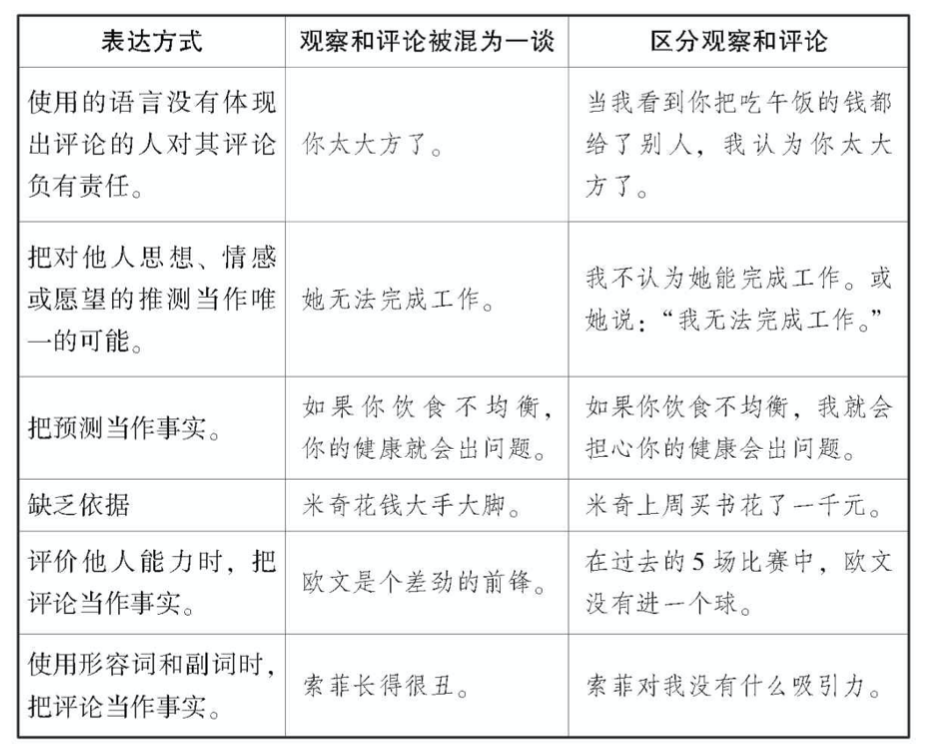 表达方式
观察和评论被混为一谈
区分观察和评论
使用的语言没有体现
出评论的人对其评论
负有责任。
你太大方了。
当我看到你把吃午饭的钱都
给了别人，我认为你太大
方了。
把对他人思想、情感
或愿望的推测当作唯
一的可能。
她无法完成工作。
我不认为她能完成工作。或
她说：“我无法完成工作。”
把预测当作事实。
如果你饮食不均衡，
你的健康就会出问题。
如果你饮食不均衡，我就会
担心你的健康会出问题。
缺乏依据
米奇花钱大手大脚。
米奇上周买书花了一千元。
评价他人能力时，把
评论当作事实。
欧文是个差劲的前锋。
在过去的5场比赛中，欧文
没有进一个球。
使用形容词和副词时，
把评论当作事实。
索菲长得很丑。
索菲对我没有什么吸引力。